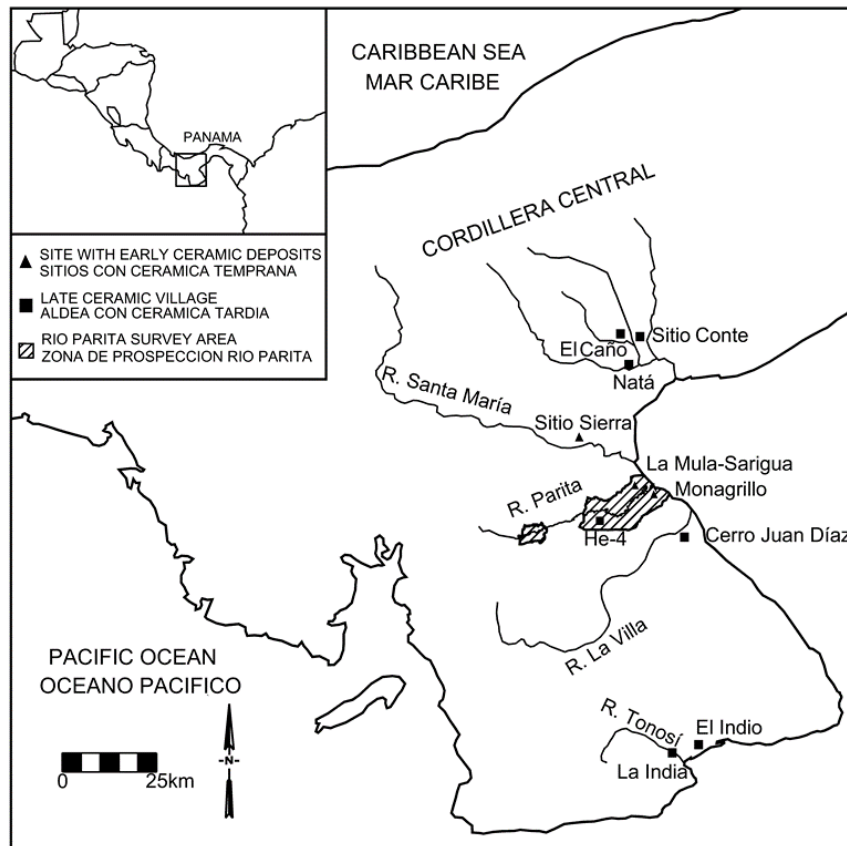 CARIBBEAN SEA
MAR CARIBE
PANAMA
CORDILLERA CENTRAL
SITE WITH EARLY CERAMIC DEPOSITS
SITIOS CON CERAMICA TEMPRANA
LATE CERAMIC VILLAGE
ALDEA CON CERAMICA TARDIA
RIO PARITA SURVEY AREA
ZONA DE PROSPECCION RIO PARITA
Sitio Conte
El Caño
Natá
R. Santa María
Sitio Sierra
La Mula-Sarigua
R. Parita
Monagrillo
He-4
Cerro Juan Díaz
R. La Villa
PACIFIC OCEAN
OCEANO PACIFICO
R. Tonosí
El Indio
La India
N
0 25km